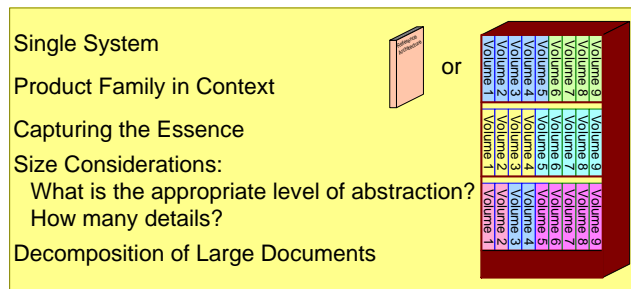 Single System
Reference
Architecture
or
Product Family in Context
Capturing the Essence
Size Considerations:
What is the appropriate level of abstraction?
How many details?
Decomposition of Large Documents
Volume 1
Volume 2
Volume 3
Volume 4
Volume 5
Volume 6
Volume 7
Volume 8
Volume 9
Volume 1
Volume 2
Volume 3
Volume 4
Volume 5
Volume 6
Volume 7
Volume 8
Volume 9
Volume 1
Volume 2
Volume 3
Volume 4
Volume 5
Volume 6
Volume 7
Volume 8
Volume 9